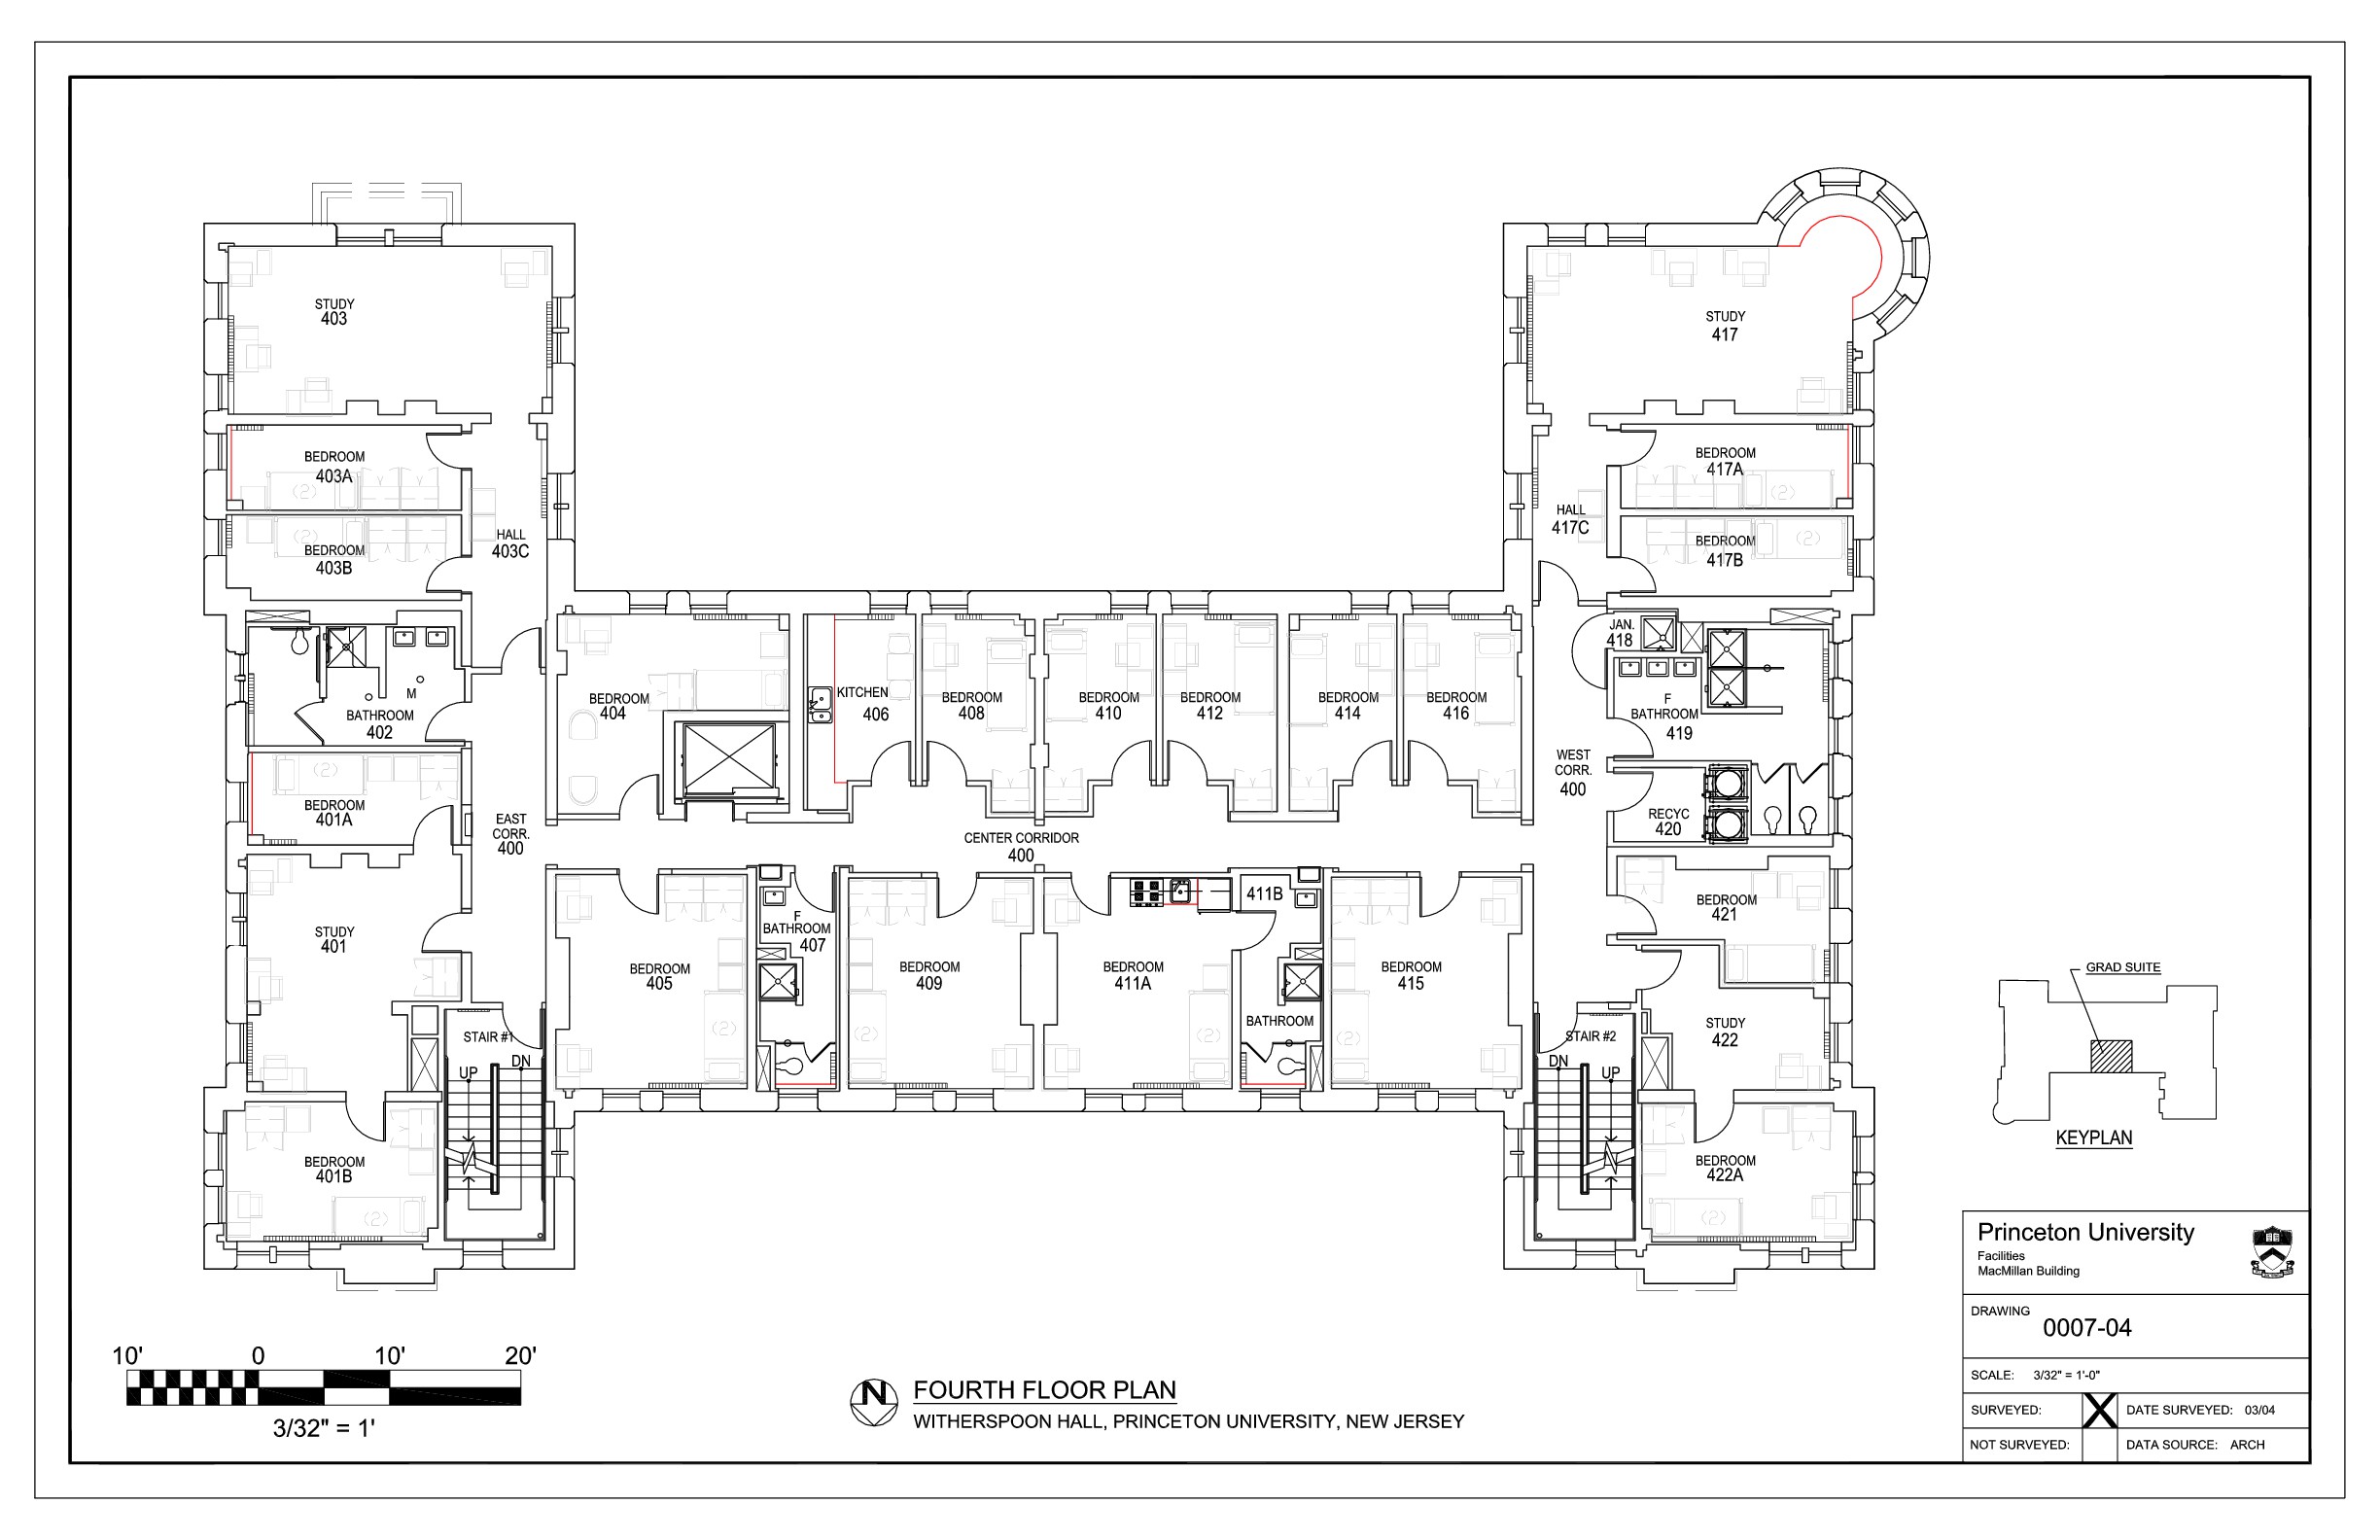 STUDY
403
BEDROOM
403A
BEDROOM
403B
HALL
403C
M
BATHROOM
402
BEDROOM
401A
EAST
CORR.
400
STUDY
401
STAIR #1
UP
DN
BEDROOM
401B
BEDROOM
404
KITCHEN
406
BEDROOM
408
BEDROOM
410
BEDROOM
412
BEDROOM
414
BEDROOM
416
CENTER CORRIDOR
400
BEDROOM
405
F
BATHROOM
407
BEDROOM
409
BEDROOM
411A
411B
BATHROOM
BEDROOM
415
STUDY
417
BEDROOM
417A
HALL
417C
BEDROOM
417B
JAN.
418
F
BATHROOM
419
WEST
CORR.
400
RECYC
420
BEDROOM
421
STUDY
422
STAIR #2
DN
UP
BEDROOM
422A
(2)
(2)
(2)
(2)
(2)
(2)
(2)
(2)
(2)
(2)
(2)
GRAD SUITE
KEYPLAN
10' 0 10' 20'
3/32" = 1'
N
FOURTH FLOOR PLAN
WITHERSPOON HALL, PRINCETON UNIVERSITY, NEW JERSEY
Princeton University
Facilities
MacMillan Building
DRAWING
0007-04
SCALE: 3/32" = 1'-0"
SURVEYED: X DATE SURVEYED: 03/04
NOT SURVEYED: DATA SOURCE: ARCH